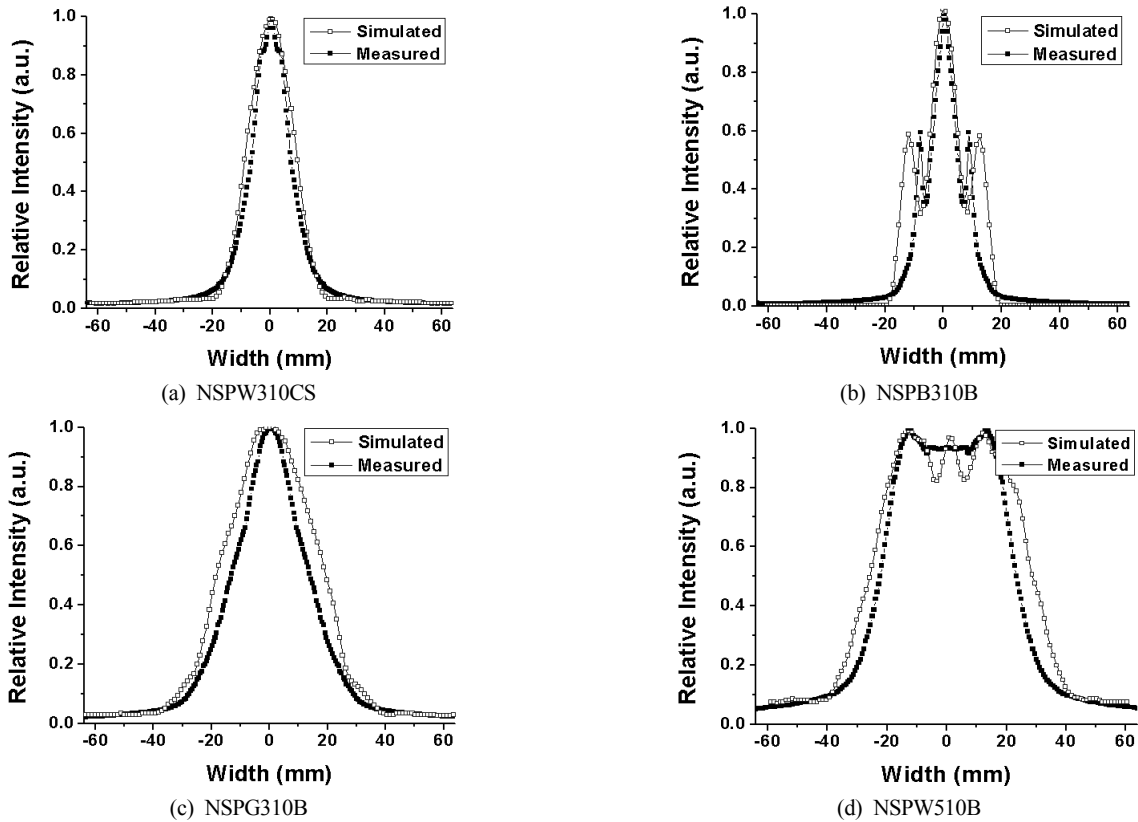 Relative Intensity (a.u.)
1.0
0.8
0.6
0.4
0.2
0.0
Simulated
Measured
-60 -40 -20 0 20 40 60
Width (mm)
(a) NSPW310CS
Relative Intensity (a.u.)
1.0
0.8
0.6
0.4
0.2
0.0
Simulated
Measured
-60 -40 -20 0 20 40 60
Width (mm)
(b) NSPB310B
Relative Intensity (a.u.)
1.0
0.8
0.6
0.4
0.2
0.0
Simulated
Measured
-60 -40 -20 0 20 40 60
Width (mm)
(c) NSPG310B
Relative Intensity (a.u.)
1.0
0.8
0.6
0.4
0.2
0.0
Simulated
Measured
-60 -40 -20 0 20 40 60
Width (mm)
(d) NSPW510B